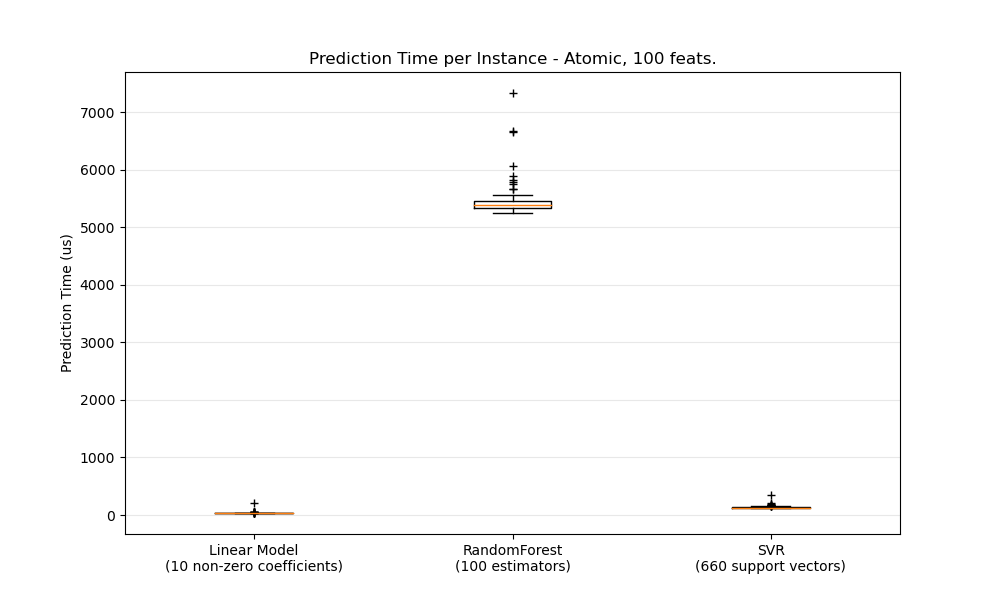 Prediction Time per Instance - Atomic, 100 feats.
Prediction Time (us)
7000
6000
5000
4000
3000
2000
1000
0
Linear Model
(10 non-zero coefficients)
RandomForest
(100 estimators)
SVR
(660 support vectors)